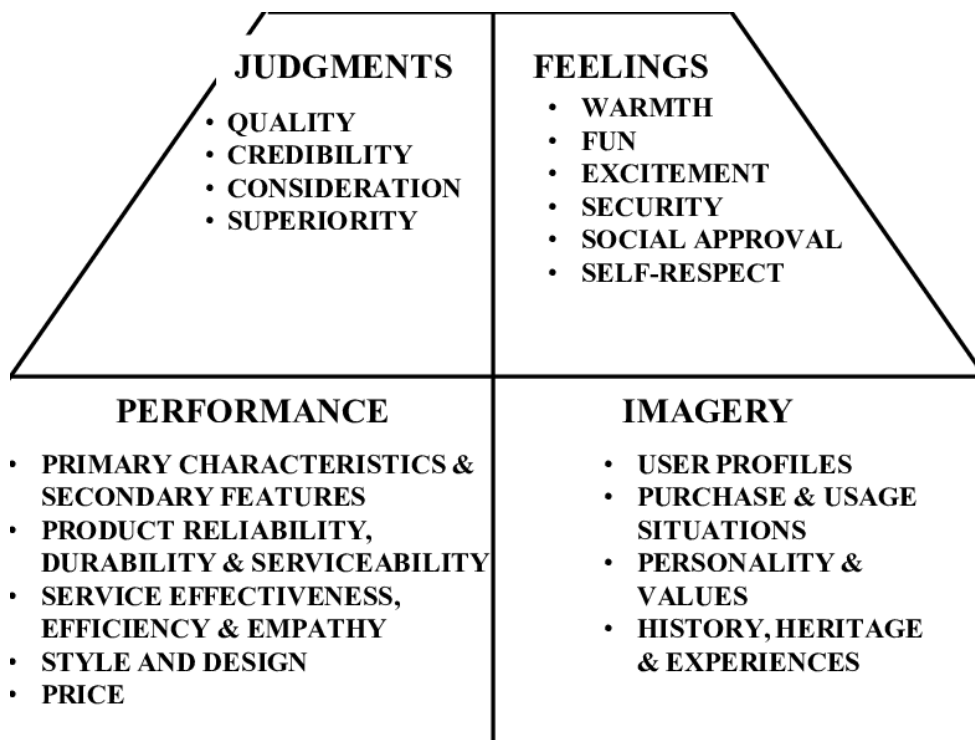 JUDGMENTS
• QUALITY
• CREDIBILITY
• CONSIDERATION
• SUPERIORITY
FEELINGS
• WARMTH
• FUN
• EXCITEMENT
• SECURITY
• SOCIAL APPROVAL
• SELF-RESPECT
PERFORMANCE
• PRIMARY CHARACTERISTICS &
SECONDARY FEATURES
• PRODUCT RELIABILITY,
DURABILITY & SERVICEABILITY
• SERVICE EFFECTIVENESS,
EFFICIENCY & EMPATHY
• STYLE AND DESIGN
• PRICE
IMAGERY
• USER PROFILES
• PURCHASE & USAGE
SITUATIONS
• PERSONALITY &
VALUES
• HISTORY, HERITAGE
& EXPERIENCES